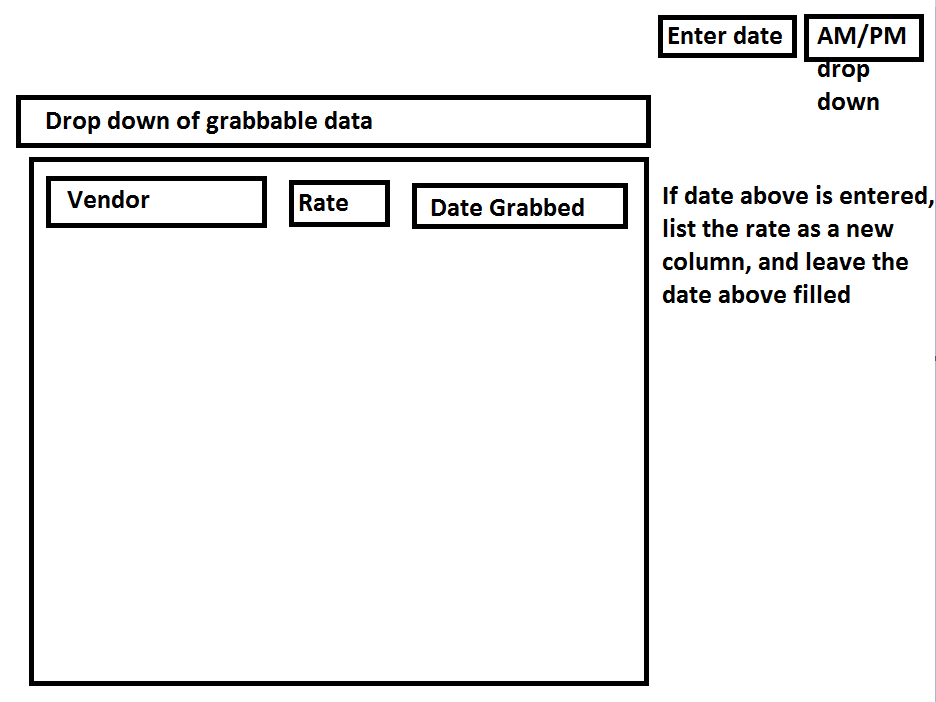 Enter date
AM/PM
drop
down
Drop down of grabbable data
Vendor
Rate
Date Grabbed
If date above is entered,
list the rate as a new
column, and leave the
date above filled